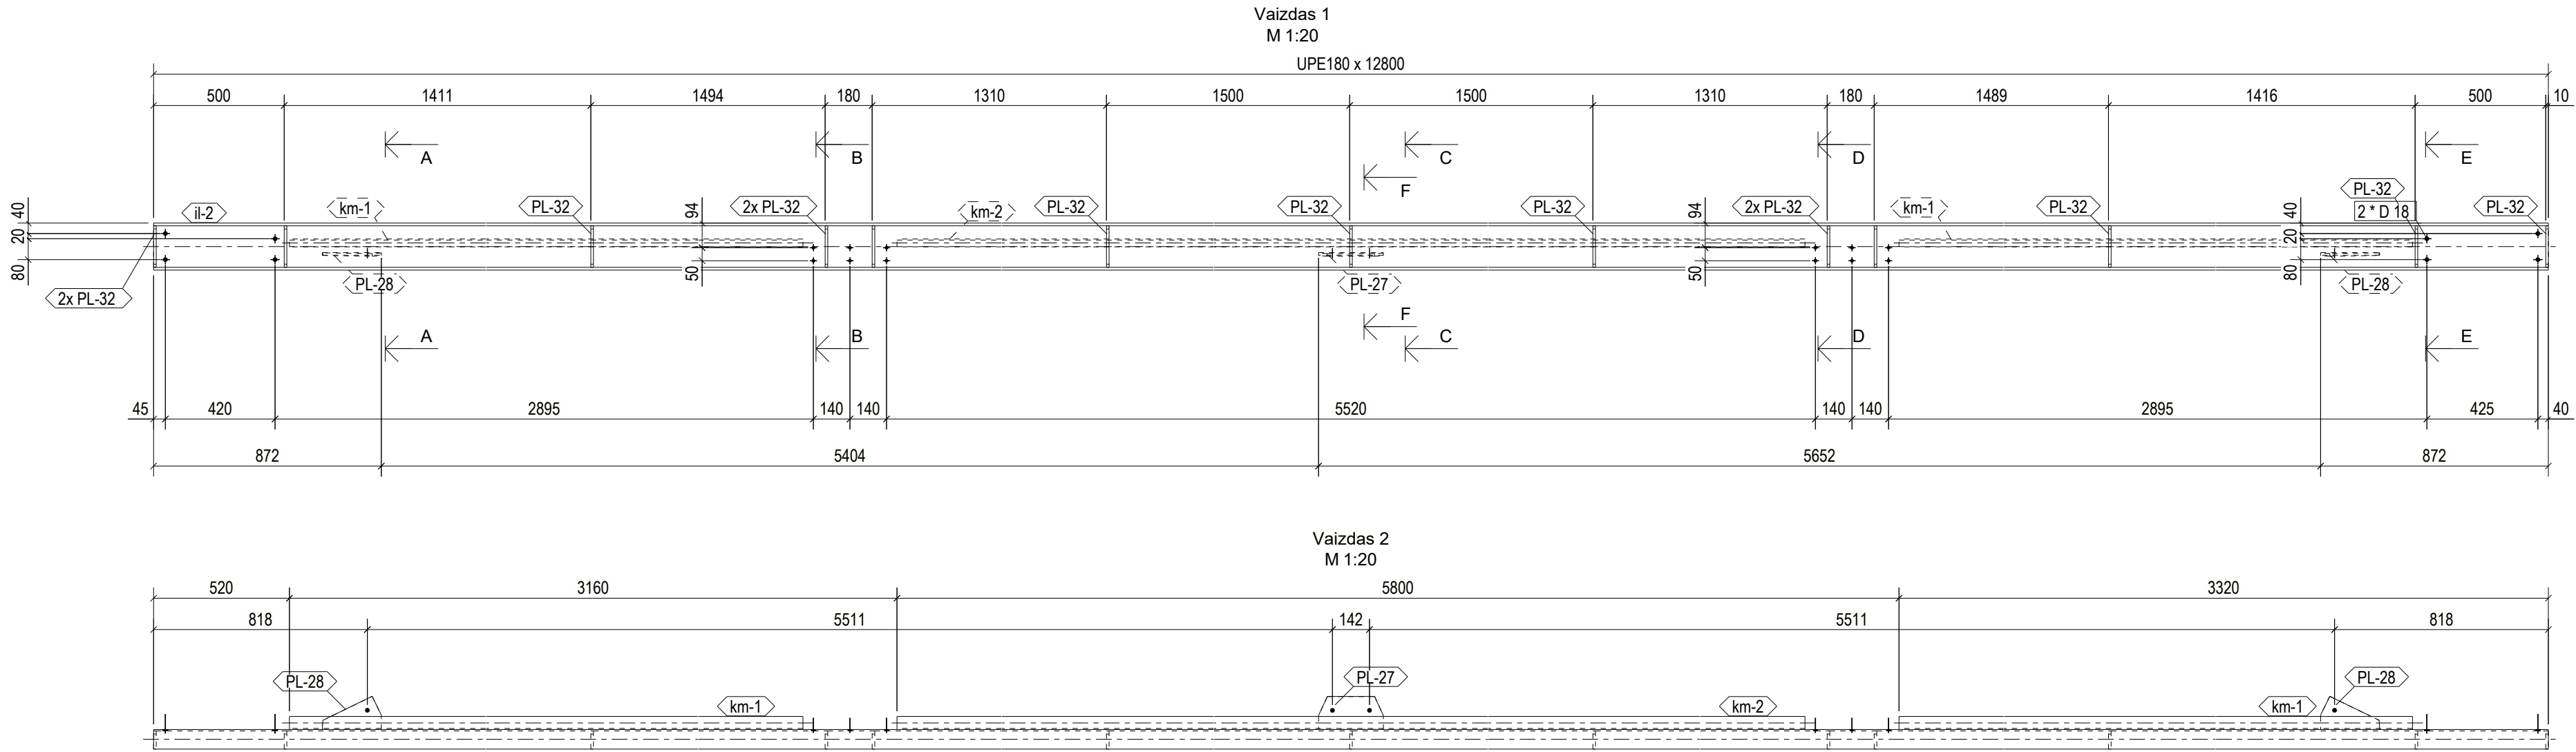 Vaizdas 1
M 1:20
UPE180 x 12800
500 1411 1494 180 1310 1500 1500 1310 180 1489 1416 500 10
A B C D E
F
40 20 80
il-2 km-1 PL-32 94 2x PL-32 km-2 PL-32 PL-32 PL-32 94 2x PL-32 km-1 PL-32 PL-32 40 PL-32
2 * D 18
20 80
50 50
2x PL-32 PL-28 PL-27 PL-28
F
A B C D E
45 420 2895 140 140 5520 140 140 2895 425 40
872 5404 5652 872
Vaizdas 2
M 1:20
520 3160 5800 3320
818 5511 142 5511 818
PL-28 PL-27 PL-28
km-1 km-2 km-1